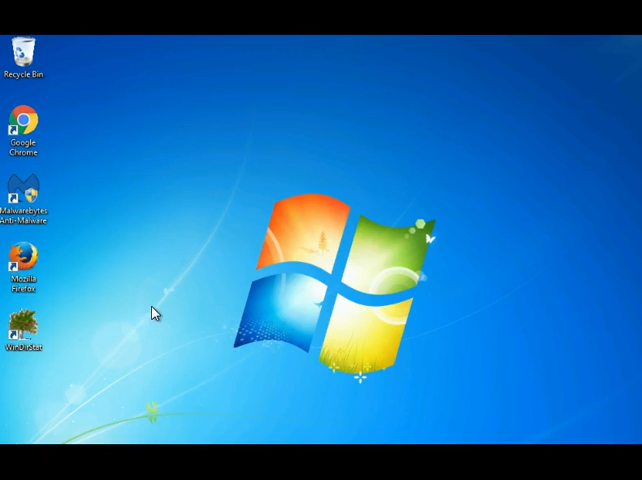 Recycle Bin
Google
Chrome
Malwarebytes
Anti-Malware
Mozilla
Firefox
WinDirStat